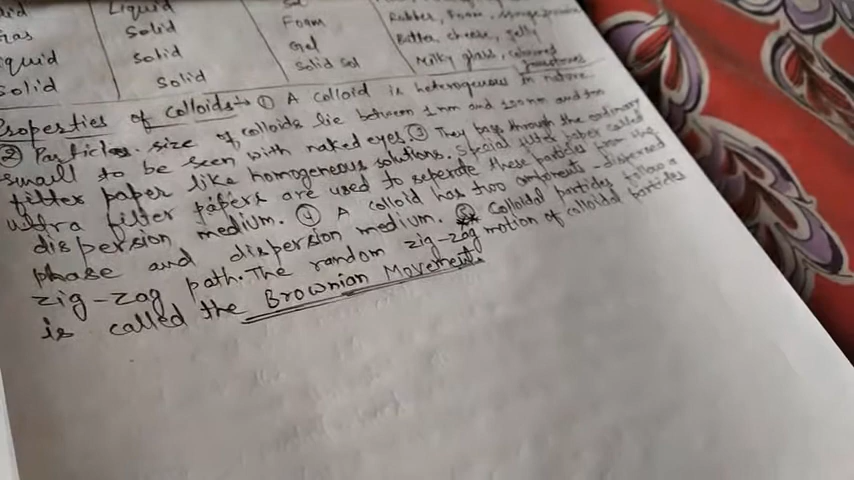 Liquid
Foam Rubber, Foam,
Gas Solid Gel Butter, cheese, jelly
Liquid Solid Solid Sol Milky glass, coloured gemstones
Solid Solid
Properties of colloids→ ① A colloid is heterogeneous in nature.
② Particles size of colloids lie between 1 nm and 100 nm and too
small to be seen with naked eyes. ③ They pass through the ordinary
filter paper like homogeneous solutions. Special filter paper called
ultra filter papers are used to seperate these particles from the
dispersion medium. ④ A colloid has two components - dispersed
phase and dispersion medium. Colloidal particles follow a
zig-zag path. The random zig-zag motion of colloidal particles
is called the Brownian Movement.